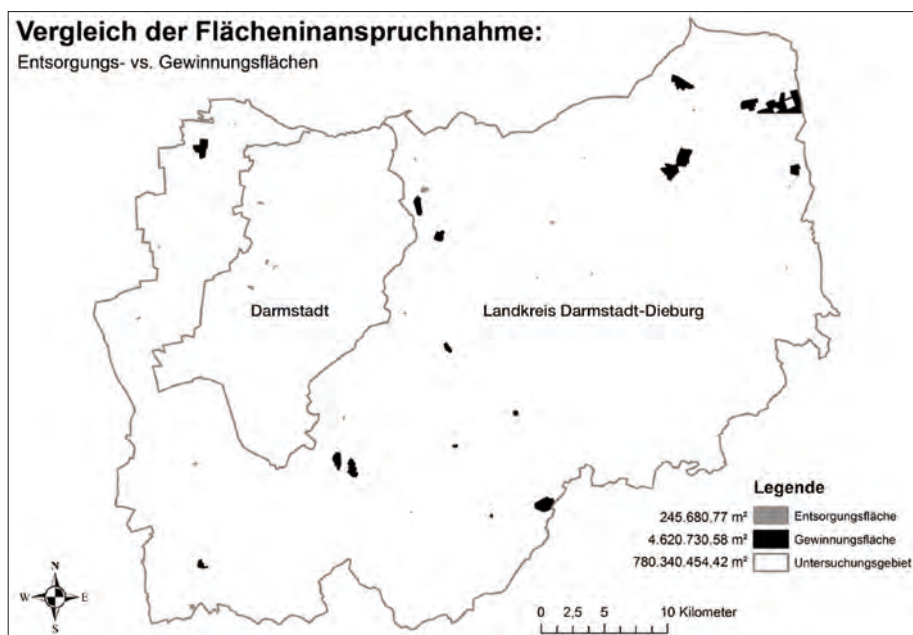 Vergleich der Flächeninanspruchnahme:
Entsorgungs- vs. Gewinnungsflächen
Darmstadt
Landkreis Darmstadt-Dieburg
Legende
245.680,77 m² Entsorgungsfläche
4.620.730,58 m² Gewinnungsfläche
780.340.454,42 m² Untersuchungsgebiet
N
W E
S
0 2,5 5 10 Kilometer